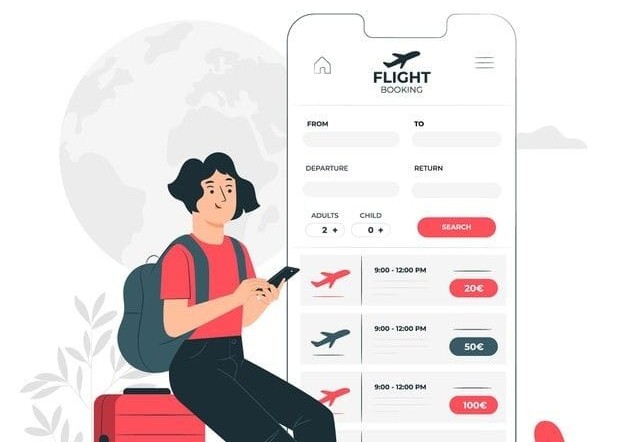 FLIGHT
BOOKING
FROM TO
DEPARTURE RETURN
ADULTS CHILD
2 + 0 + SEARCH
9:00 - 12:00 PM
20€
9:00 - 12:00 PM
50€
9:00 - 12:00 PM
100€